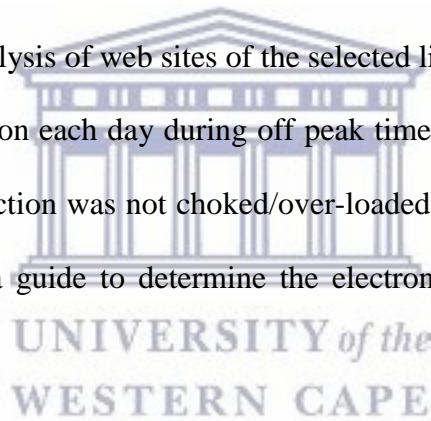 lysis of web sites of the selected li
on each day during off peak time
ction was not choked/over-loaded
a guide to determine the electron
UNIVERSITY of the
WESTERN CAPE